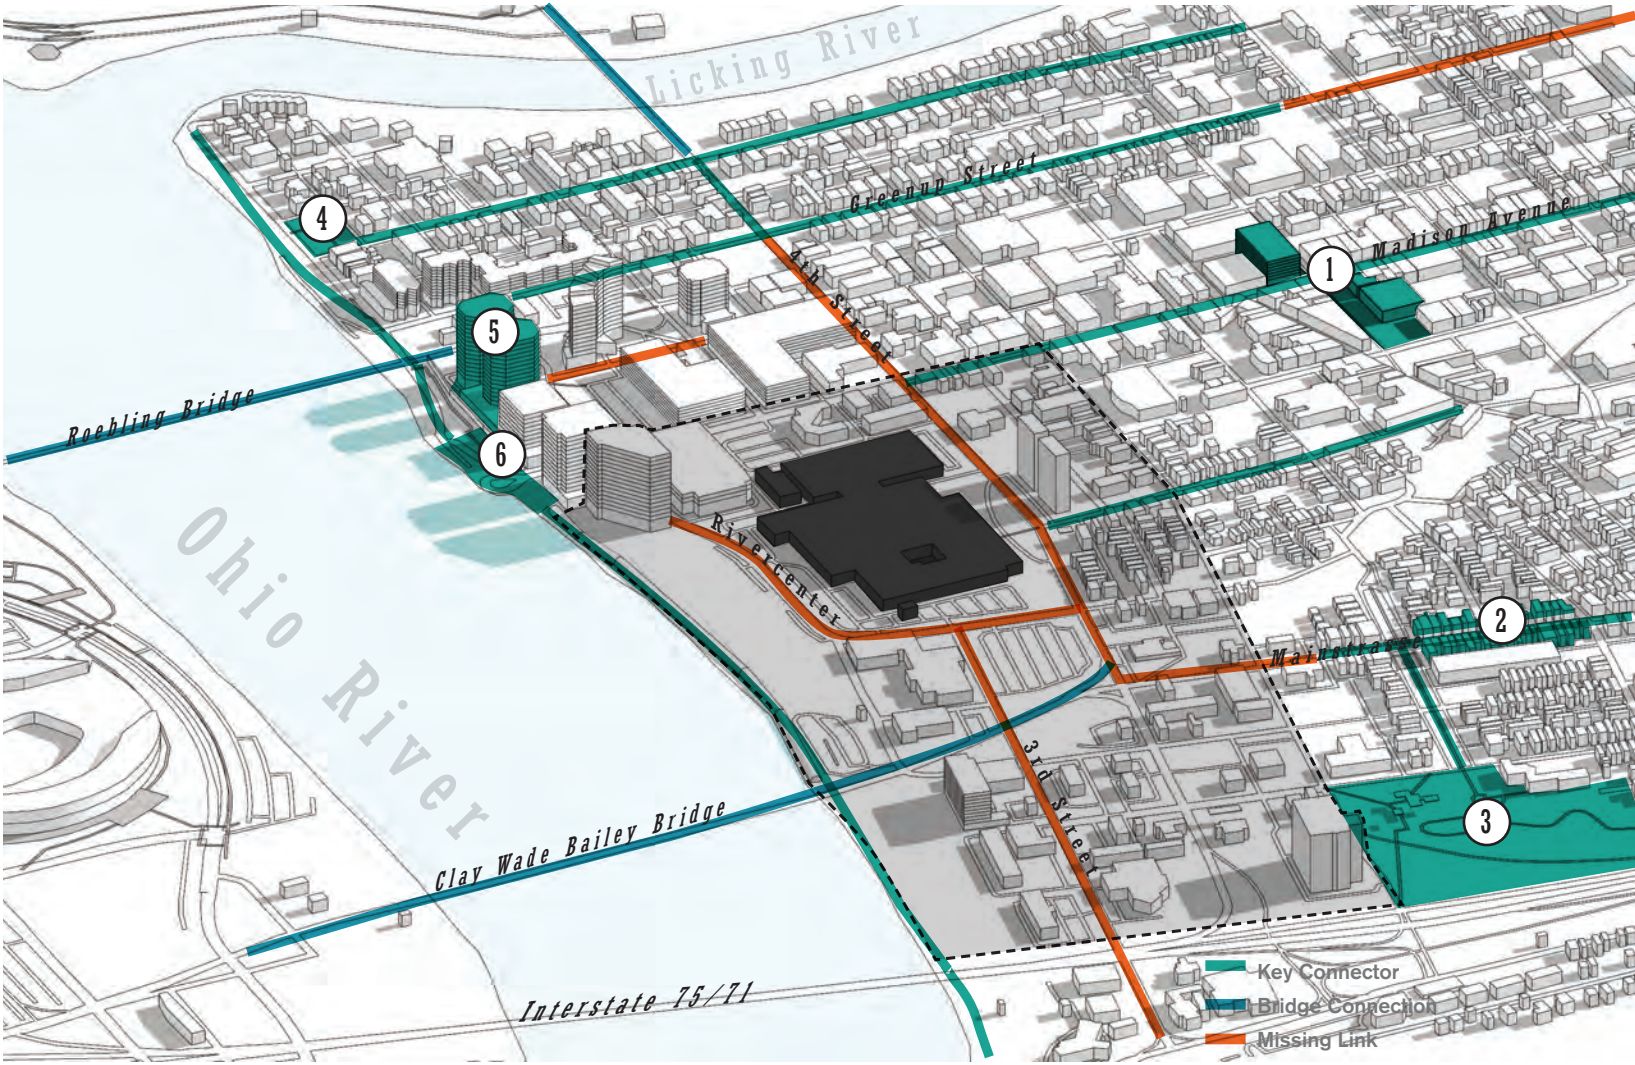 Licking River
4
Greenup Street
Madison Avenue
1
4th Street
5
Roebling Bridge
6
Rivercenter
Ohio River
2
Mainstrasse
3rd Street
3
Clay Wade Bailey Bridge
Interstate 75/71
Key Connector
Bridge Connection
Missing Link